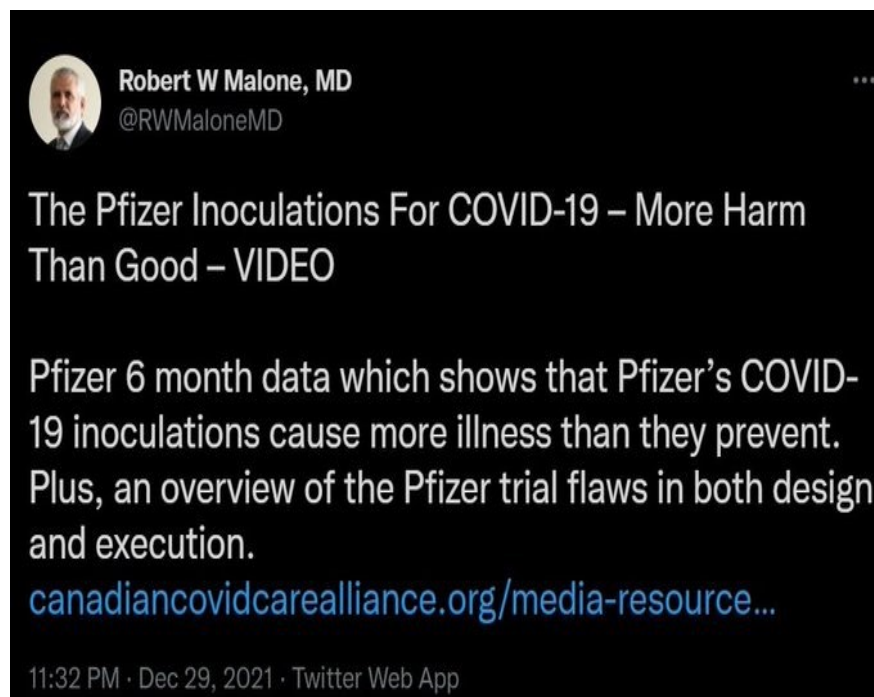 Robert W Malone, MD
@RWMaloneMD
The Pfizer Inoculations For COVID-19 – More Harm
Than Good – VIDEO
Pfizer 6 month data which shows that Pfizer’s COVID-
19 inoculations cause more illness than they prevent.
Plus, an overview of the Pfizer trial flaws in both design
and execution.
canadiancovidcarealliance.org/media-resource...
11:32 PM · Dec 29, 2021 · Twitter Web App